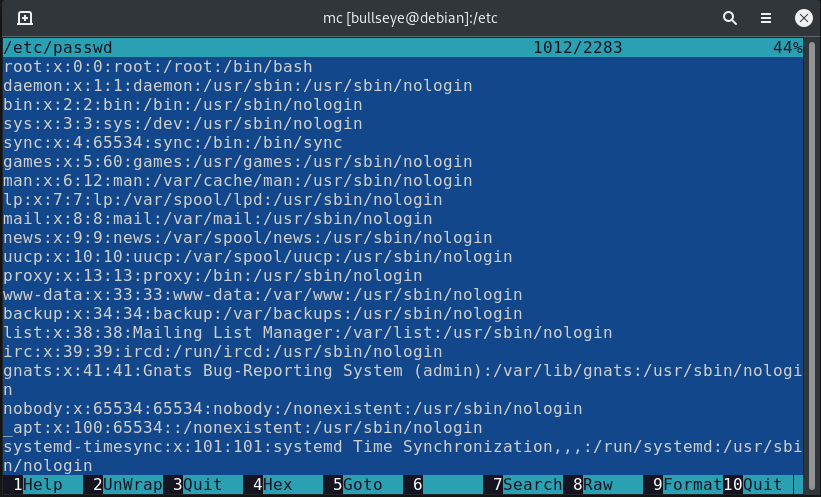 mc [bullseye@debian]:/etc
/etc/passwd 1012/2283 44%
root:x:0:0:root:/root:/bin/bash
daemon:x:1:1:daemon:/usr/sbin:/usr/sbin/nologin
bin:x:2:2:bin:/bin:/usr/sbin/nologin
sys:x:3:3:sys:/dev:/usr/sbin/nologin
sync:x:4:65534:sync:/bin:/bin/sync
games:x:5:60:games:/usr/games:/usr/sbin/nologin
man:x:6:12:man:/var/cache/man:/usr/sbin/nologin
lp:x:7:7:lp:/var/spool/lpd:/usr/sbin/nologin
mail:x:8:8:mail:/var/mail:/usr/sbin/nologin
news:x:9:9:news:/var/spool/news:/usr/sbin/nologin
uucp:x:10:10:uucp:/var/spool/uucp:/usr/sbin/nologin
proxy:x:13:13:proxy:/bin:/usr/sbin/nologin
www-data:x:33:33:www-data:/var/www:/usr/sbin/nologin
backup:x:34:34:backup:/var/backups:/usr/sbin/nologin
list:x:38:38:Mailing List Manager:/var/list:/usr/sbin/nologin
irc:x:39:39:ircd:/run/ircd:/usr/sbin/nologin
gnats:x:41:41:Gnats Bug-Reporting System (admin):/var/lib/gnats:/usr/sbin/nologi
n
nobody:x:65534:65534:nobody:/nonexistent:/usr/sbin/nologin
_apt:x:100:65534::/nonexistent:/usr/sbin/nologin
systemd-timesync:x:101:101:systemd Time Synchronization,,,:/run/systemd:/usr/sbi
n/nologin
1Help 2UnWrap 3Quit 4Hex 5Goto 6 7Search 8Raw 9Format 10Quit